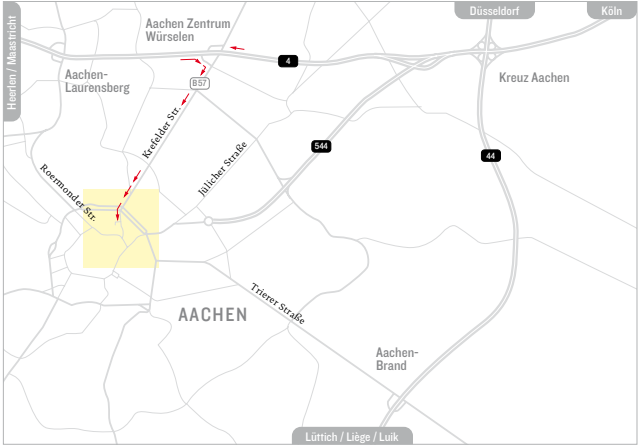 Düsseldorf
Köln
Aachen Zentrum
Würselen
Heerlen / Maastricht
4
Aachen-
Laurensberg
Kreuz Aachen
B57
Krefelder Str.
Jülicher Straße
544
44
Roermonder Str.
Trierer Straße
AACHEN
Aachen-
Brand
Lüttich / Liège / Luik